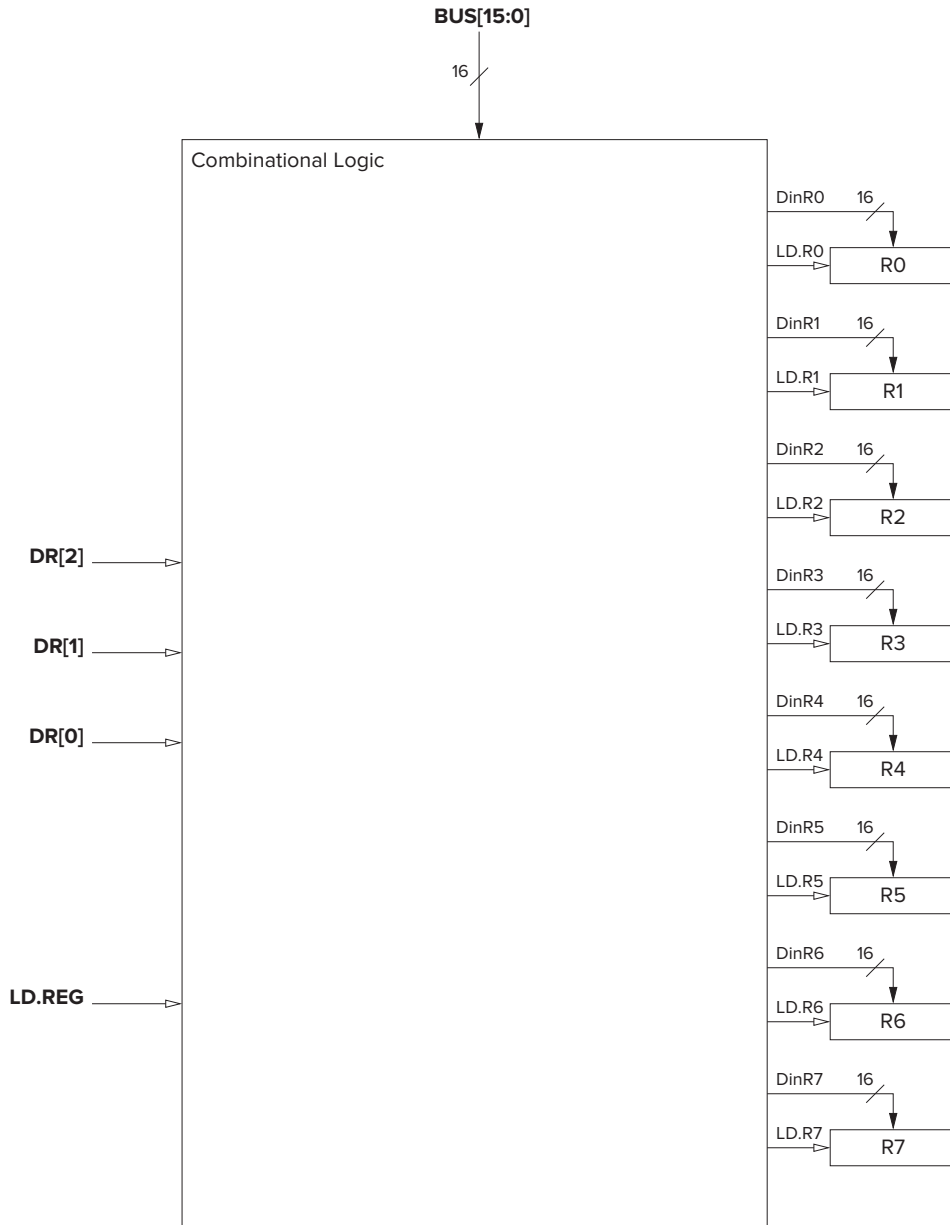 BUS[15:0]
16
Combinational Logic
DinR0 16
LD.R0
R0
DinR1 16
LD.R1
R1
DinR2 16
LD.R2
R2
DR[2]
DinR3 16
LD.R3
R3
DR[1]
DinR4 16
LD.R4
R4
DR[0]
DinR5 16
LD.R5
R5
DinR6 16
LD.R6
R6
LD.REG
DinR7 16
LD.R7
R7